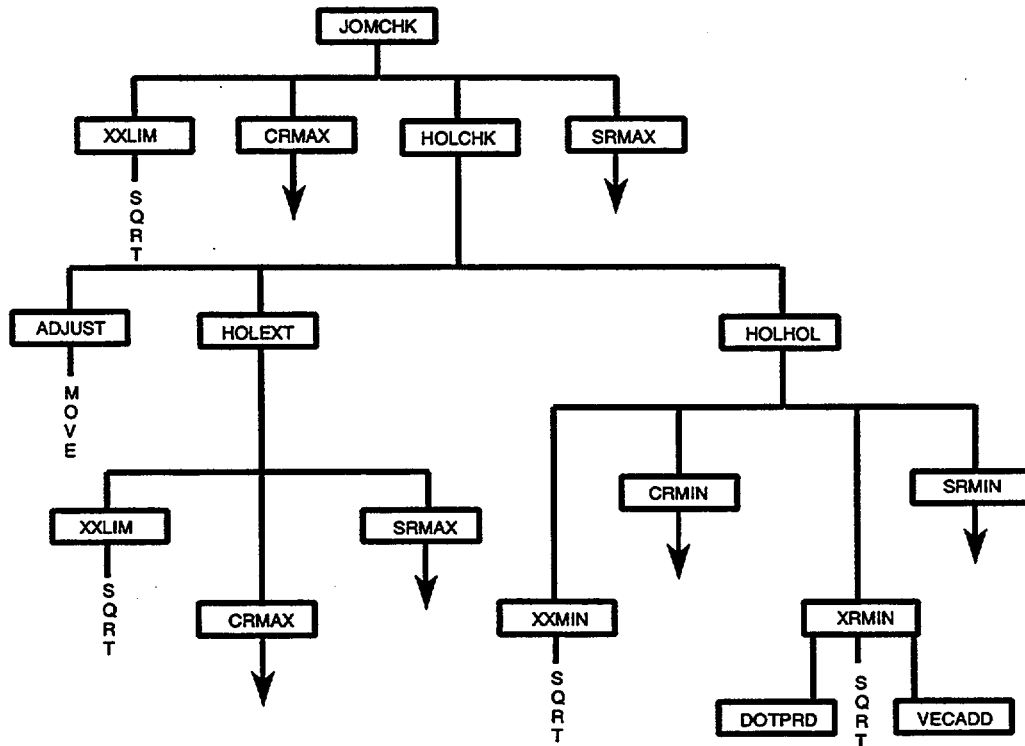 JOMCHK
XXLIM
CRMAX
HOLCHK
SRMAX
SQRT
ADJUST
HOLEXT
HOLHOL
MOVE
XXLIM
SRMAX
CRMIN
SRMIN
SQRT
CRMAX
XXMIN
XRMIN
SQRT
SQRT
DOTPRD
VECADD